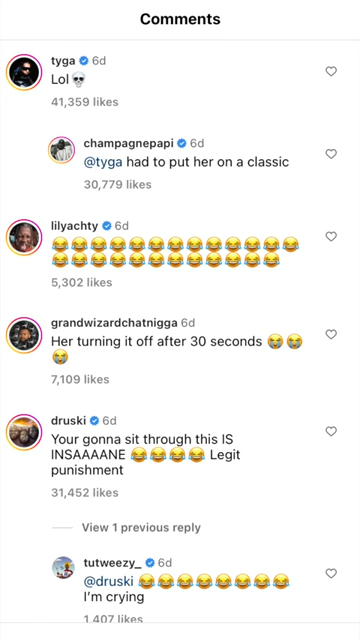 Comments
tyga 6d
Lol💀
41,359 likes
champagnepapi 6d
@tyga had to put her on a classic
30,779 likes
lilyachty 6d
😂😂😂😂😂😂😂😂😂😂😂😂😂
😂😂😂😂😂😂😂😂😂😂😂😂
5,302 likes
grandwizardchatnigga 6d
Her turning it off after 30 seconds 😭😭
😭
7,109 likes
druski 6d
Your gonna sit through this IS
INSAAAANE 😂😂😂😂 Legit
punishment
31,452 likes
View 1 previous reply
tutweezy_ 6d
@druski 😂😂😂😂😂😂😂😂
I'm crying
1,407 likes